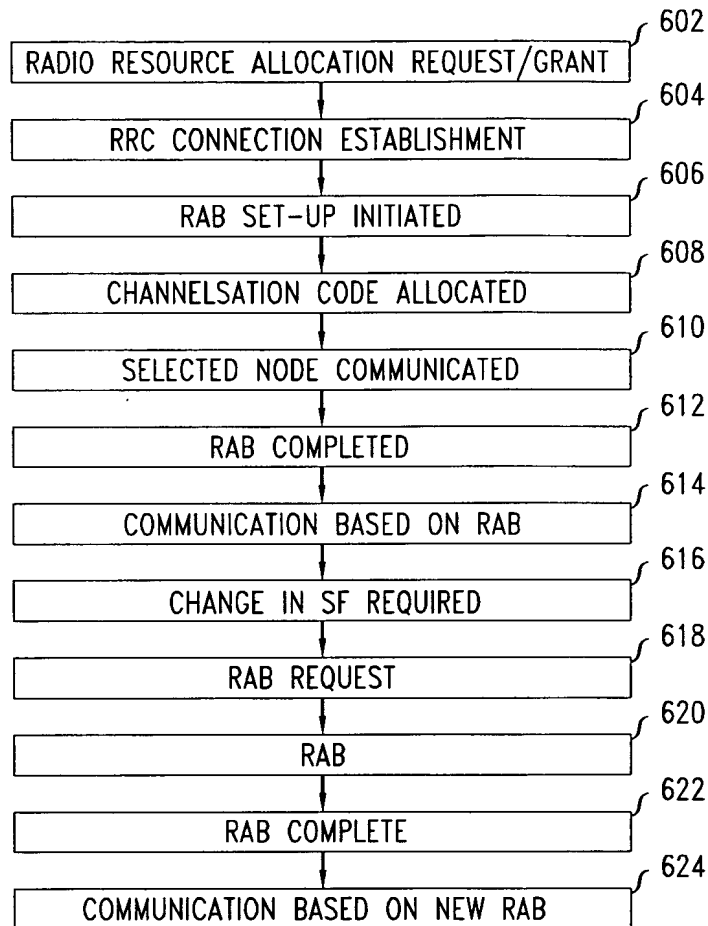 602
RADIO RESOURCE ALLOCATION REQUEST/GRANT
604
RRC CONNECTION ESTABLISHMENT
606
RAB SET-UP INITIATED
608
CHANNELSATION CODE ALLOCATED
610
SELECTED NODE COMMUNICATED
612
RAB COMPLETED
614
COMMUNICATION BASED ON RAB
616
CHANGE IN SF REQUIRED
618
RAB REQUEST
620
RAB
622
RAB COMPLETE
624
COMMUNICATION BASED ON NEW RAB